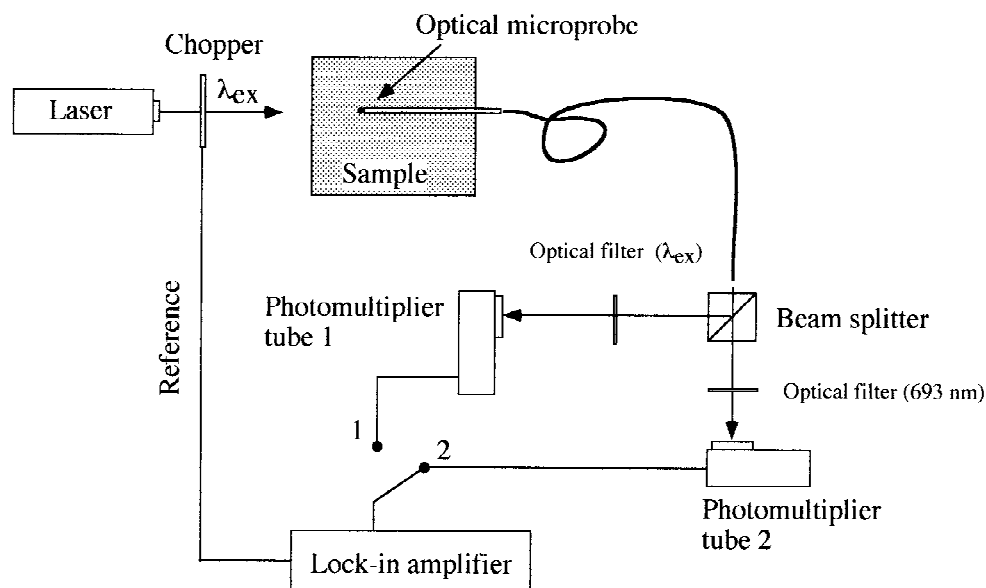 Optical microprobe
Chopper
λex
Laser
Sample
Optical filter (λex)
Photomultiplier
tube 1
Beam splitter
Reference
Optical filter (693 nm)
1
2
Photomultiplier
tube 2
Lock-in amplifier